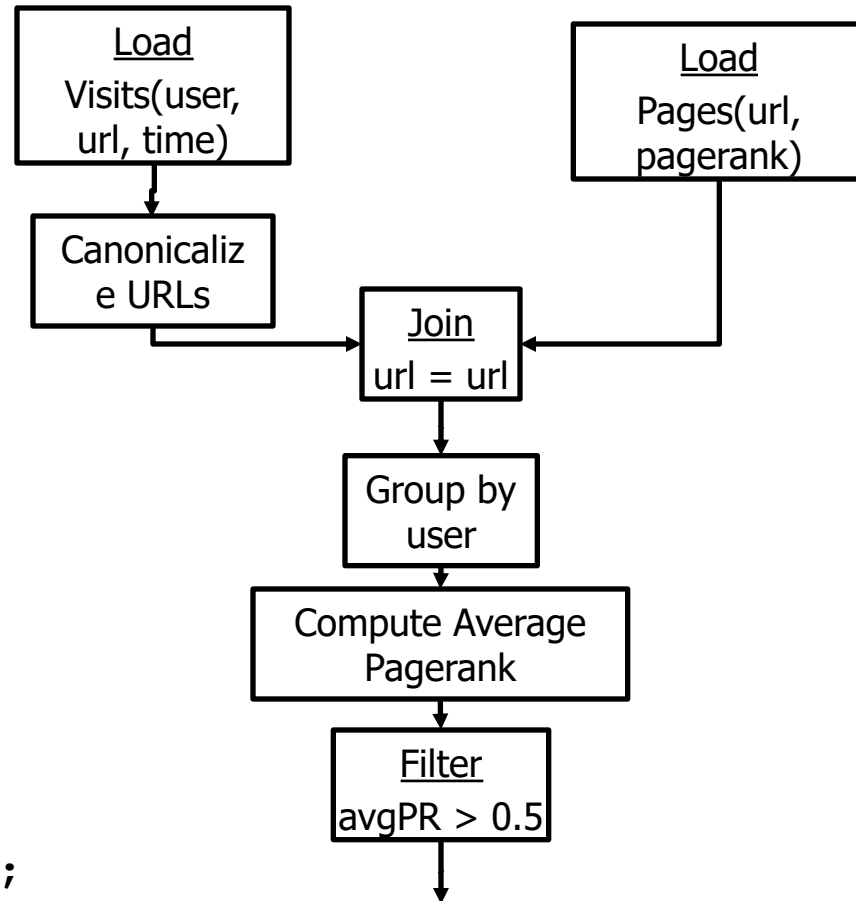 Load
Visits(user,
url, time)
Load
Pages(url,
pagerank)
Canonicaliz
e URLs
Join
url = url
Group by
user
Compute Average
Pagerank
Filter
avgPR > 0.5
;